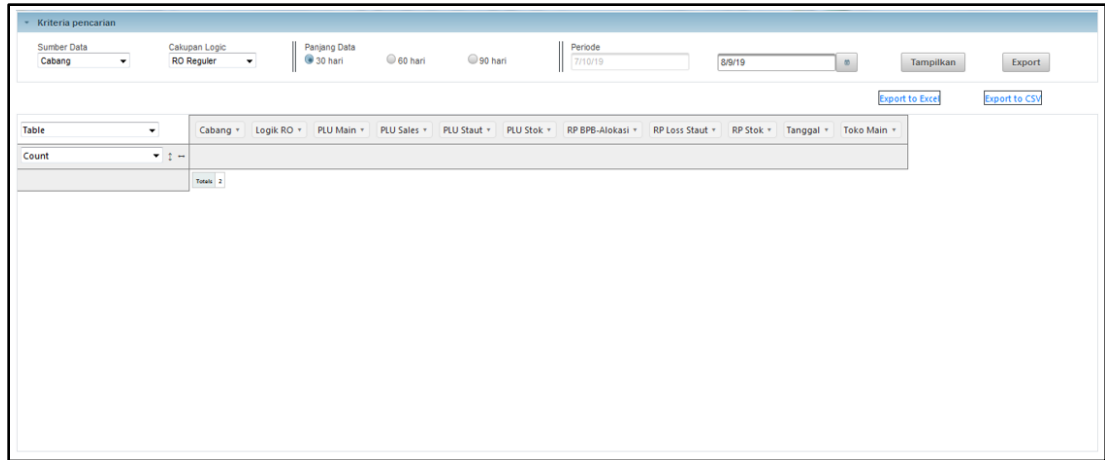 Kriteria pencarian
Sumber Data Cakupan Logic Panjang Data Periode
Cabang RO Reguler 30 hari 60 hari 90 hari 7/10/19 8/9/19 Tampilkan Export
Export to Excel Export to CSV
Table Cabang Logik RO PLU Main PLU Sales PLU Staut PLU Stok RP BPB-Alokasi RP Loss Staut RP Stok Tanggal Toko Main
Count
Totals 2